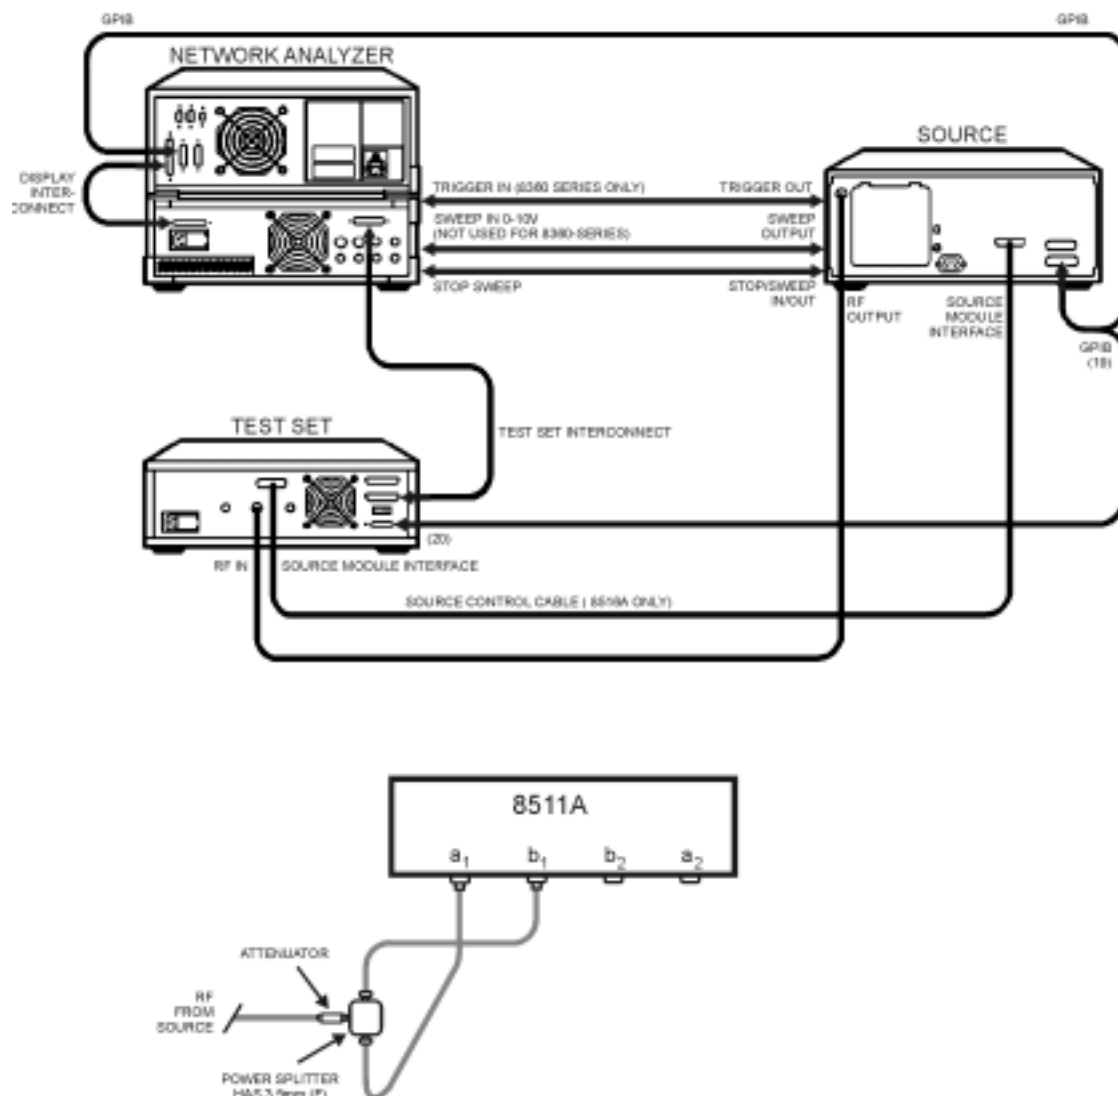 GPIB
GPIB
NETWORK ANALYZER
SOURCE
DISPLAY
INTER-
CONNECT
TRIGGER IN (8360 SERIES ONLY)
TRIGGER OUT
SWEEP IN 0-10V
(NOT USED FOR 8360-SERIES)
SWEEP
OUTPUT
STOP SWEEP
STOP/SWEEP
IN/OUT
RF
OUTPUT
SOURCE
MODULE
INTERFACE
GPIB
(19)
TEST SET
TEST SET INTERCONNECT
(20)
RF IN
SOURCE MODULE INTERFACE
SOURCE CONTROL CABLE ( 8516A ONLY)
8511A
a1
b1
b2
a2
ATTENUATOR
RF
FROM
SOURCE
POWER SPLITTER
HAS 3.5mm (F)